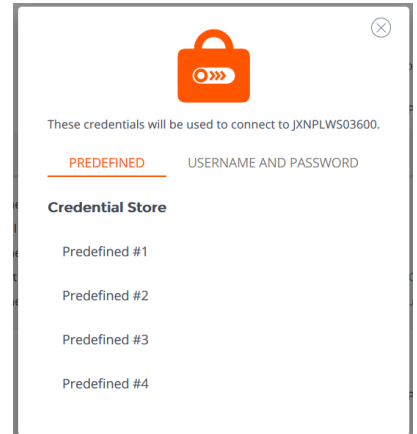 These credentials will be used to connect to JXNPLWS03600.
PREDEFINED
USERNAME AND PASSWORD
Credential Store
Predefined #1
Predefined #2
Predefined #3
Predefined #4